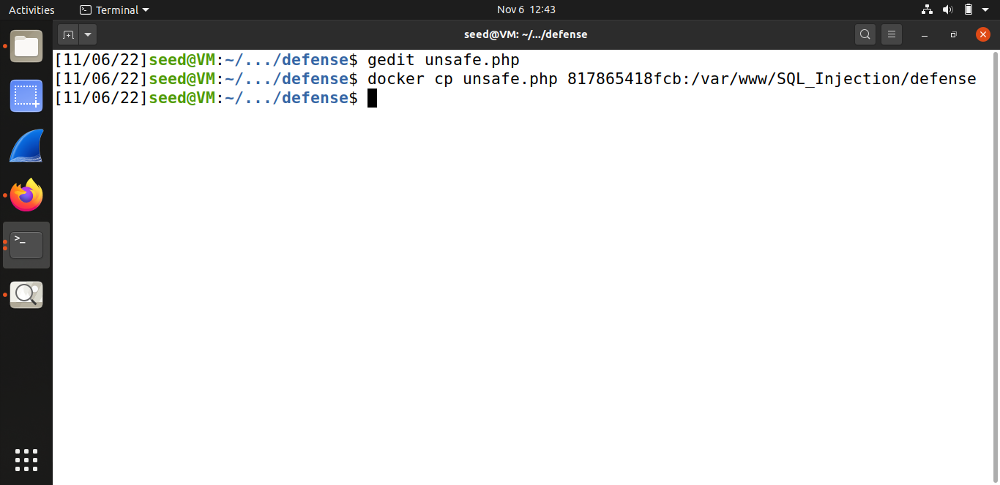 Activities Terminal Nov 6 12:43
seed@VM: ~/.../defense
[11/06/22]seed@VM:~/.../defense$ gedit unsafe.php
[11/06/22]seed@VM:~/.../defense$ docker cp unsafe.php 817865418fcb:/var/www/SQL_Injection/defense
[11/06/22]seed@VM:~/.../defense$
>_